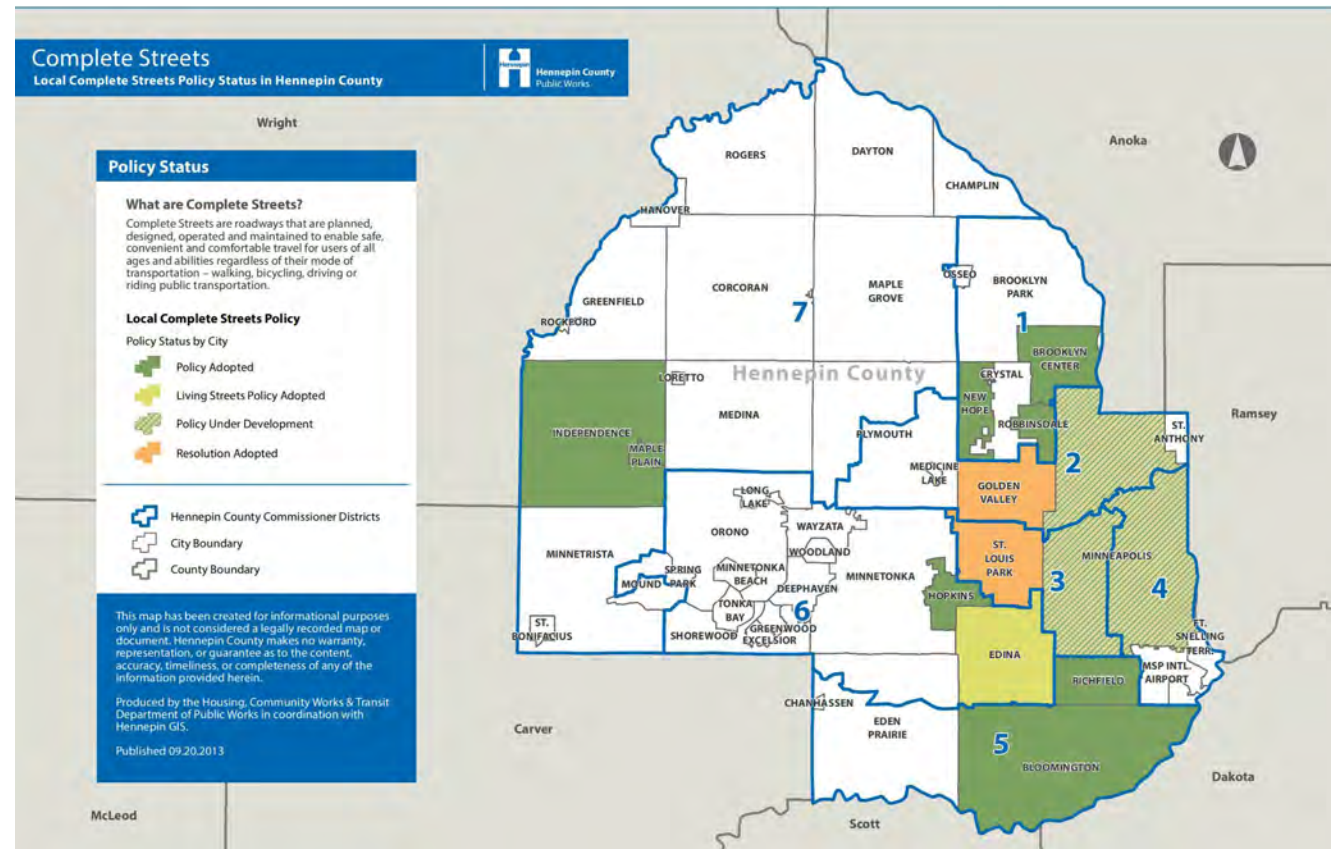 Complete Streets
Local Complete Streets Policy Status in Hennepin County
Hennepin
Hennepin County
Public Works
Wright
Anoka
Ramsey
Carver
McLeod
Scott
Dakota
Policy Status
What are Complete Streets?
Complete Streets are roadways that are planned,
designed, operated and maintained to enable safe,
convenient and comfortable travel for users of all
ages and abilities regardless of their mode of
transportation – walking, bicycling, driving or
riding public transportation.
Local Complete Streets Policy
Policy Status by City
Policy Adopted
Living Streets Policy Adopted
Policy Under Development
Resolution Adopted
Hennepin County Commissioner Districts
City Boundary
County Boundary
This map has been created for informational purposes
only and is not considered a legally recorded map or
document. Hennepin County makes no warranty,
representation, or guarantee as to the content,
accuracy, timeliness, or completeness of any of the
information provided herein.
Produced by the Housing, Community Works & Transit
Department of Public Works in coordination with
Hennepin GIS.
Published 09.20.2013
ROGERS
DAYTON
CHAMPLIN
HANOVER
OSSEO
BROOKLYN
PARK
CORCORAN
MAPLE
GROVE
GREENFIELD
7
1
ROCKFORD
BROOKLYN
CENTER
Hennepin County
LORETTO
CRYSTAL
NEW
HOPE
MEDINA
ROBBINSDALE
INDEPENDENCE
MAPLE
PLAIN
PLYMOUTH
ST.
ANTHONY
2
MEDICINE
LAKE
GOLDEN
VALLEY
LONG
LAKE
ORONO
WAYZATA
WOODLAND
MINNETRISTA
ST.
LOUIS
PARK
MINNEAPOLIS
SPRING
PARK
MOUND
MINNETONKA
BEACH
MINNETONKA
DEEPHAVEN
3
4
HOPKINS
TONKA
BAY
6
ST.
BONIFACIUS
SHOREWOOD
GREENWOOD
EXCELSIOR
FT.
SNELLING
TERR.
EDINA
MSP INTL.
AIRPORT
RICHFIELD
CHANHASSEN
EDEN
PRAIRIE
5
BLOOMINGTON